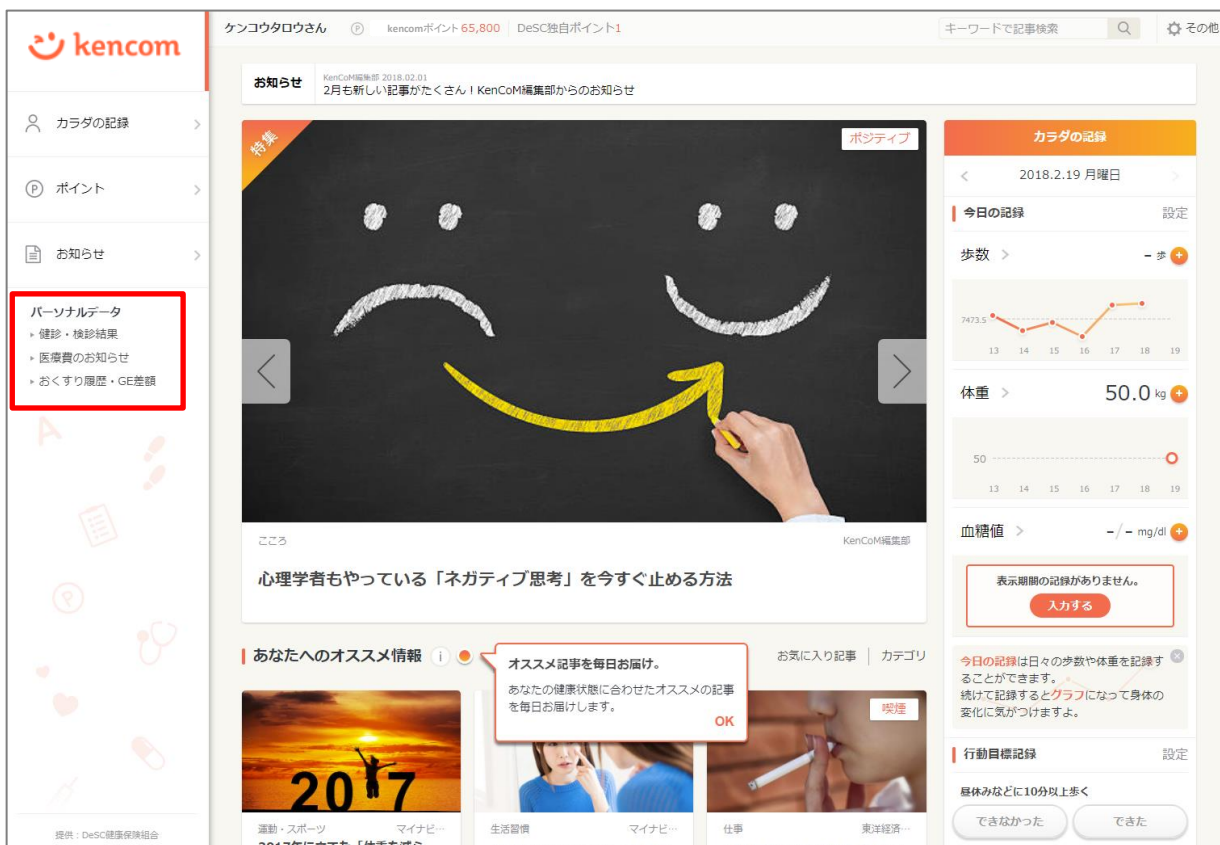 kencom
カラダの記録
ポイント
お知らせ
パーソナルデータ
健診・検診結果
医療費のお知らせ
おくすり履歴・GE差額
提供:DeSC健康保険組合
ケンコウタロウさん
P
kencomポイント 65,800
DeSC独自ポイント1
キーワードで記事検索
その他
お知らせ
KenCoM編集部 2018.02.01
2月も新しい記事がたくさん！KenCoM編集部からのお知らせ
特集
ポジティブ
こころ
KenCoM編集部
心理学者もやっている「ネガティブ思考」を今すぐ止める方法
あなたへのオススメ情報
i
お気に入り記事
カテゴリ
オススメ記事を毎日お届け。
あなたの健康状態に合わせたオススメの記事
を毎日お届けします。
OK
2017
運動・スポーツ
マイナビ…
生活習慣
マイナビ…
喫煙
仕事
東洋経済…
カラダの記録
2018.2.19 月曜日
今日の記録
設定
歩数
- 歩
7473.5
13 14 15 16 17 18 19
体重
50.0 kg
50
13 14 15 16 17 18 19
血糖値
-/- mg/dl
表示期間の記録がありません。
入力する
今日の記録は日々の歩数や体重を記録す
ることができます。
続けて記録するとグラフになって身体の
変化に気がつけますよ。
行動目標記録
設定
昼休みなどに10分以上歩く
できなかった
できた